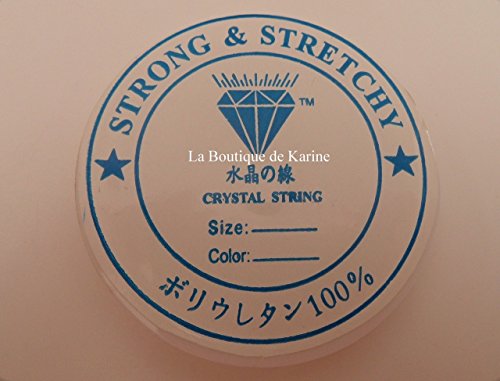 STRONG & STRETCHY
TM
La Boutique de Karine
水晶の線
CRYSTAL STRING
Size:
Color:
ポリウしタン100%